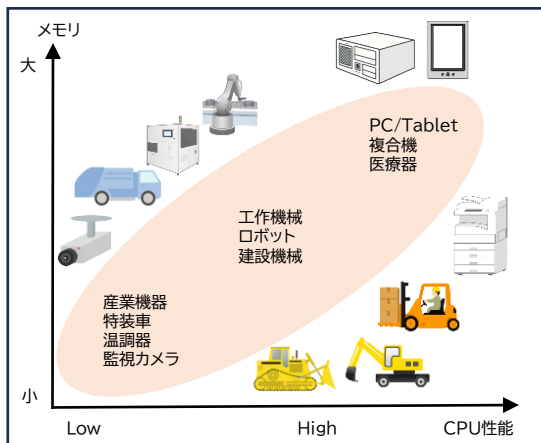 メモリ
大
PC/Tablet
複合機
医療器
工作機械
ロボット
建設機械
産業機器
特装車
温調器
監視カメラ
小
Low
High
CPU性能